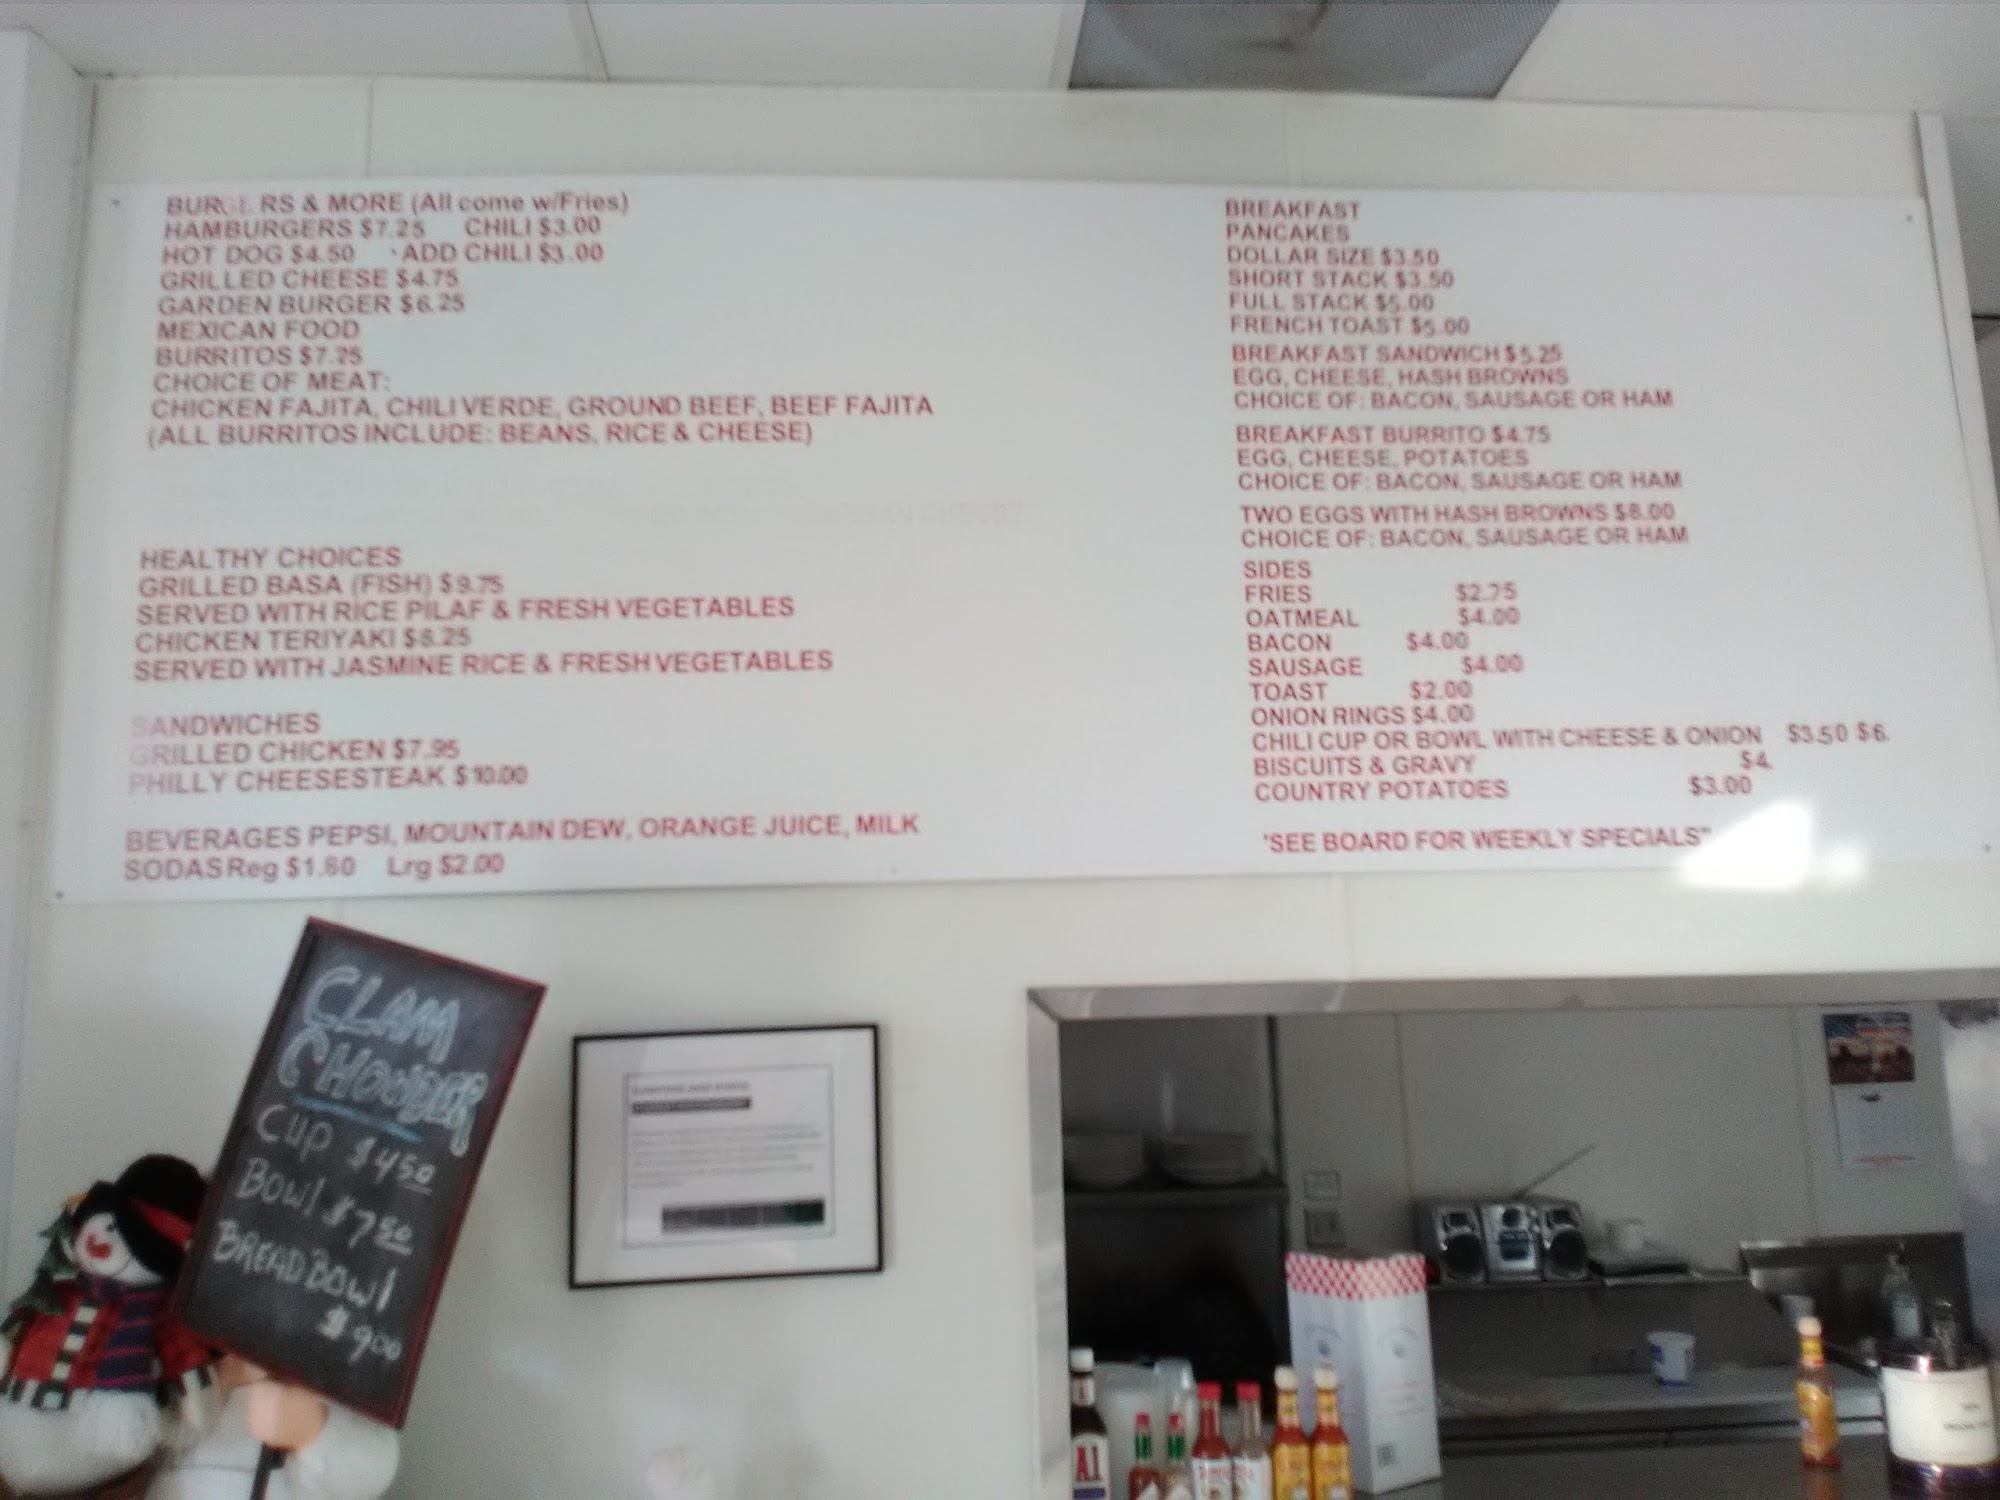 BURGERS & MORE (All come w/Fries)
HAMBURGERS $7.25 CHILI $3.00
HOT DOG $4.50 ADD CHILI $3.00
GRILLED CHEESE $4.75
GARDEN BURGER $6.25
MEXICAN FOOD
BURRITOS $7.25
CHOICE OF MEAT:
CHICKEN FAJITA, CHILI VERDE, GROUND BEEF, BEEF FAJITA
(ALL BURRITOS INCLUDE: BEANS, RICE & CHEESE)
HEALTHY CHOICES
GRILLED BASA (FISH) $9.75
SERVED WITH RICE PILAF & FRESH VEGETABLES
CHICKEN TERIYAKI $8.25
SERVED WITH JASMINE RICE & FRESH VEGETABLES
SANDWICHES
GRILLED CHICKEN $7.95
PHILLY CHEESESTEAK $10.00
BEVERAGES PEPSI, MOUNTAIN DEW, ORANGE JUICE, MILK
SODAS Reg $1.60 Lrg $2.00
BREAKFAST
PANCAKES
DOLLAR SIZE $3.50
SHORT STACK $3.50
FULL STACK $5.00
FRENCH TOAST $5.00
BREAKFAST SANDWICH $5.25
EGG, CHEESE, HASH BROWNS
CHOICE OF: BACON, SAUSAGE OR HAM
BREAKFAST BURRITO $4.75
EGG, CHEESE, POTATOES
CHOICE OF: BACON, SAUSAGE OR HAM
TWO EGGS WITH HASH BROWNS $8.00
CHOICE OF: BACON, SAUSAGE OR HAM
SIDES
FRIES $2.75
OATMEAL $4.00
BACON $4.00
SAUSAGE $4.00
TOAST $2.00
ONION RINGS $4.00
CHILI CUP OR BOWL WITH CHEESE & ONION $3.50 $6.
BISCUITS & GRAVY $4.
COUNTRY POTATOES $3.00
"SEE BOARD FOR WEEKLY SPECIALS"
CLAM
CHOWDER
CUP $4.50
BOWL $7.50
BREAD BOWL
$9.00
A1